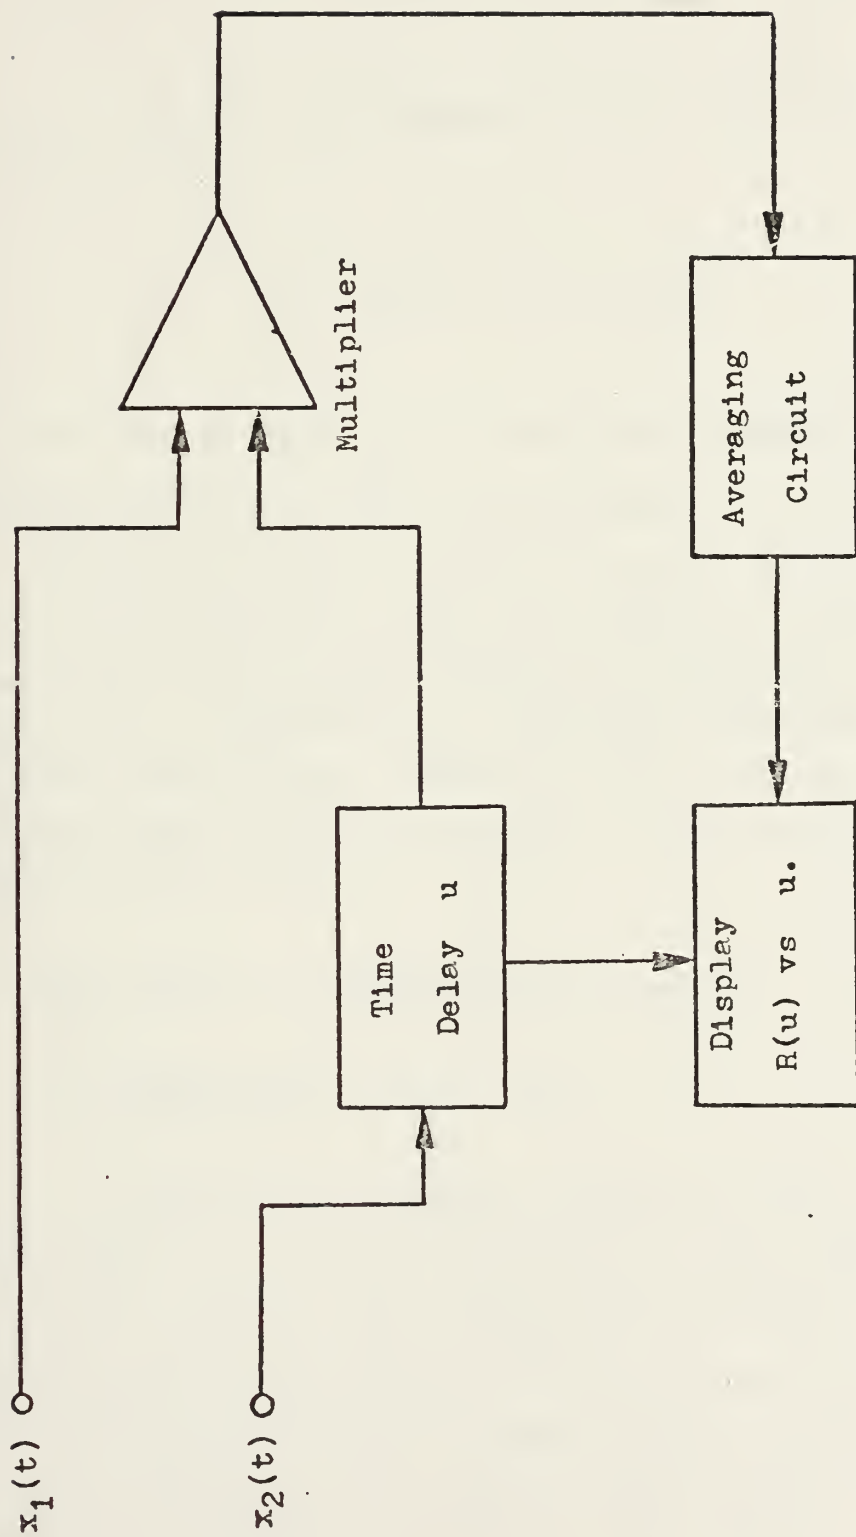 x₁(t)
x₂(t)
Multiplier
Time
Delay u
Display
R(u) vs u.
Averaging
Circuit